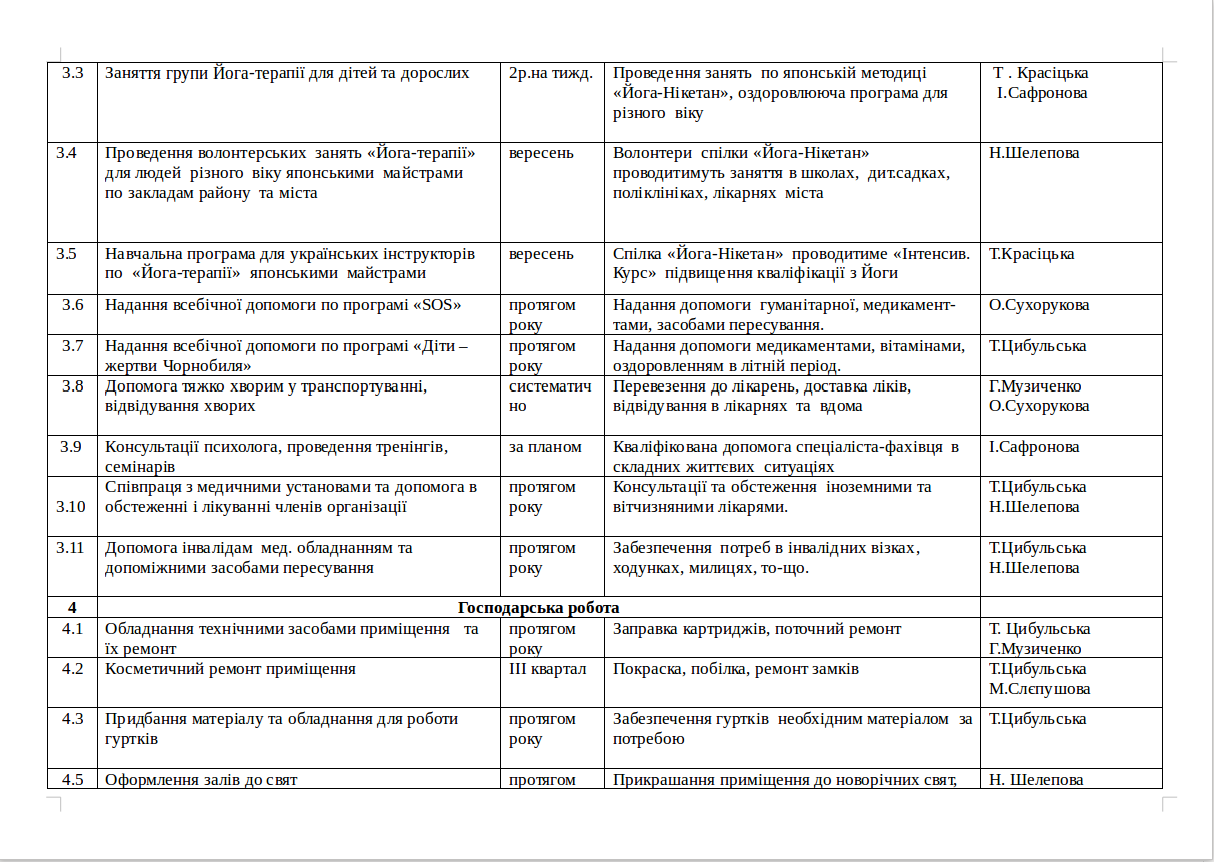 3.3 Заняття групи Йога-терапії для дітей та дорослих 2р.на тижд. Проведення занять по японській методиці Т . Красіцька
«Йога-Нікетан», оздоровлююча програма для І.Сафронова
різного віку
3.4 Проведення волонтерських занять «Йога-терапії» вересень Волонтери спілки «Йога-Нікетан» Н.Шелепова
для людей різного віку японськими майстрами проводитимуть заняття в школах, дит.садках,
по закладам району та міста поліклініках, лікарнях міста
3.5 Навчальна програма для українських інструкторів вересень Спілка «Йога-Нікетан» проводитиме «Інтенсив. Т.Красіцька
по «Йога-терапії» японськими майстрами Курс» підвищення кваліфікації з Йоги
3.6 Надання всебічної допомоги по програмі «SOS» протягом Надання допомоги гуманітарної, медикамент- О.Сухорукова
року тами, засобами пересування.
3.7 Надання всебічної допомоги по програмі «Діти – протягом Надання допомоги медикаментами, вітамінами, Т.Цибульська
жертви Чорнобиля» року оздоровленням в літній період.
3.8 Допомога тяжко хворим у транспортуванні, систематич Перевезення до лікарень, доставка ліків, Г.Музиченко
відвідування хворих но відвідування в лікарнях та вдома О.Сухорукова
3.9 Консультації психолога, проведення тренінгів, за планом Кваліфікована допомога спеціаліста-фахівця в І.Сафронова
семінарів складних життєвих ситуаціях
Співпраця з медичними установами та допомога в протягом Консультації та обстеження іноземними та Т.Цибульська
3.10 обстеженні і лікуванні членів організації року вітчизняними лікарями. Н.Шелепова
3.11 Допомога інвалідам мед. обладнанням та протягом Забезпечення потреб в інвалідних візках, Т.Цибульська
допоміжними засобами пересування року ходунках, милицях, то-що. Н.Шелепова
4 Господарська робота
4.1 Обладнання технічними засобами приміщення та протягом Заправка картриджів, поточний ремонт Т. Цибульська
їх ремонт року Г.Музиченко
4.2 Косметичний ремонт приміщення ІІІ квартал Покраска, побілка, ремонт замків Т.Цибульська
М.Слєпушова
4.3 Придбання матеріалу та обладнання для роботи протягом Забезпечення гуртків необхідним матеріалом за Т.Цибульська
гуртків року потребою
4.5 Оформлення залів до свят протягом Прикрашання приміщення до новорічних свят, Н. Шелепова